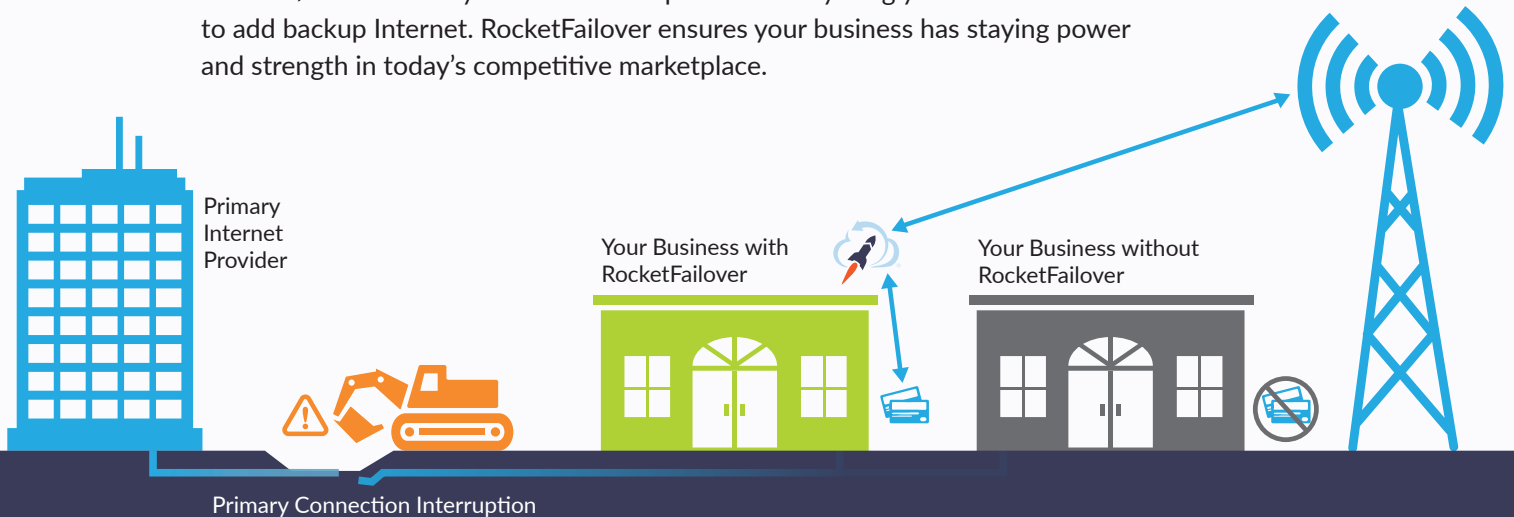 to add backup Internet. RocketFailover ensures your business has staying power
and strength in today’s competitive marketplace.
Primary
Internet
Provider
Your Business with
RocketFailover
Your Business without
RocketFailover
Primary Connection Interruption